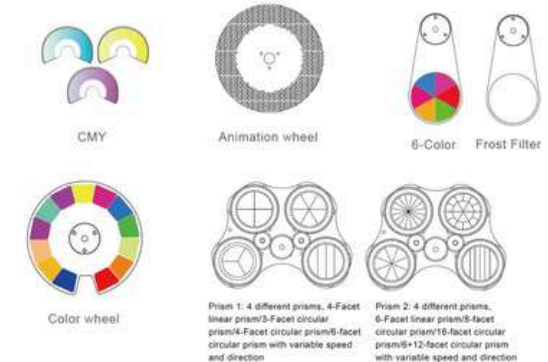 CMY
Animation wheel
6-Color
Frost Filter
Color wheel
Prism 1: 4 different prisms, 4-Facet
linear prism/3-Facet circular
prism/4-Facet circular prism/6-facet
circular prism with variable speed
and direction
Prism 2: 4 different prisms,
6-Facet linear prism/8-facet
circular prism/16-facet circular
prism/6+12-facet circular prism
with variable speed and direction